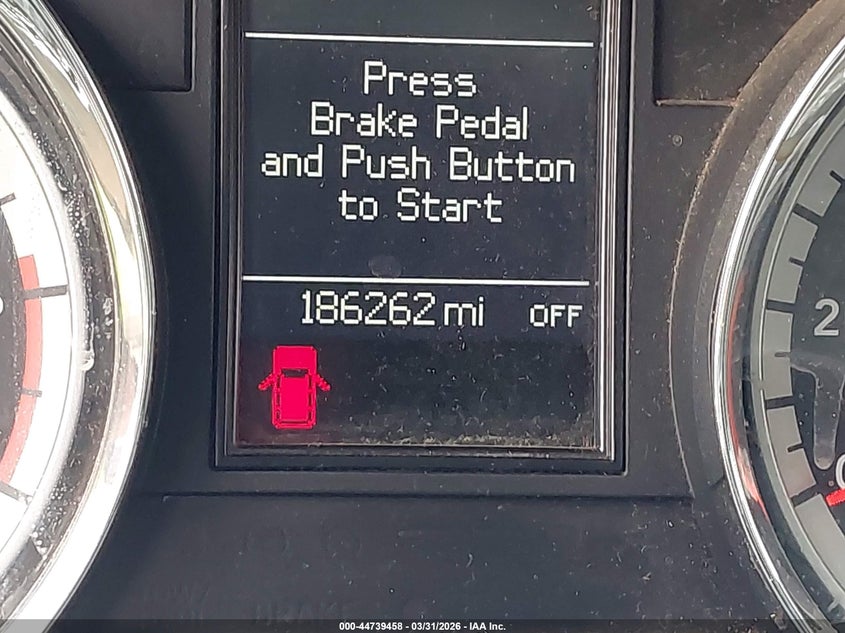 Press
Brake Pedal
and Push Button
to Start
186262 mi OFF
2
BRAKE
000-44739458 - 03/31/2026 - IAA Inc.